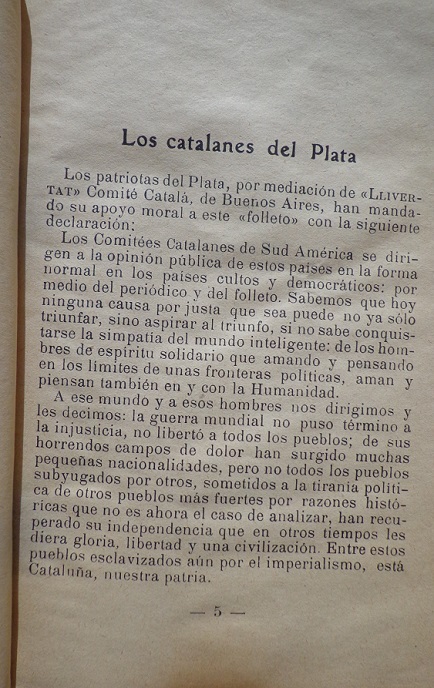 Los catalanes del Plata
Los patriotas del Plata, por mediación de «LLIVER-
TAT» Comité Catalá, de Buenos Aires, han manda-
do su apoyo moral a este «folleto» con la siguiente
declaración:
Los Comitées Catalanes de Sud América se diri-
gen a la opinión pública de estos países en la forma
normal en los países cultos y democráticos: por
medio del periódico y del folleto. Sabemos que hoy
ninguna causa por justa que sea puede no ya sólo
triunfar, sino aspirar al triunfo, si no sabe conquis-
tarse la simpatía del mundo inteligente: de los hom-
bres de espíritu solidario que amando y pensando
en los límites de unas fronteras políticas, aman y
piensan también en y con la Humanidad.
A ese mundo y a esos hombres nos dirigimos y
les decimos: la guerra mundial no puso término a
la injusticia, no libertó a todos los pueblos; de sus
horrendos campos de dolor han surgido muchas
pequeñas nacionalidades, pero no todos los pueblos
subyugados por otros, sometidos a la tiranía políti-
ca de otros pueblos más fuertes por razones histó-
ricas que no es ahora el caso de analizar, han recu-
perado su independencia que en otros tiempos les
diera gloria, libertad y una civilización. Entre estos
pueblos esclavizados aún por el imperialismo, está
Cataluña, nuestra patria.
— 5 —